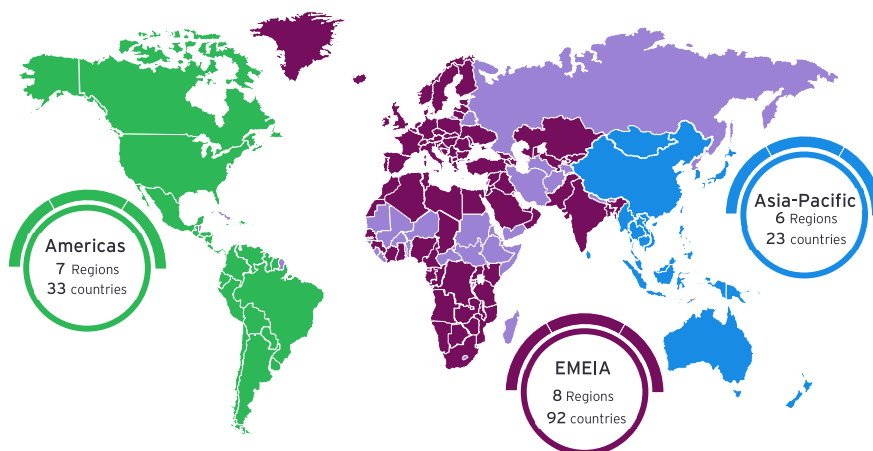 Americas
7 Regions
33 countries
Asia-Pacific
6 Regions
23 countries
EMEIA
8 Regions
92 countries